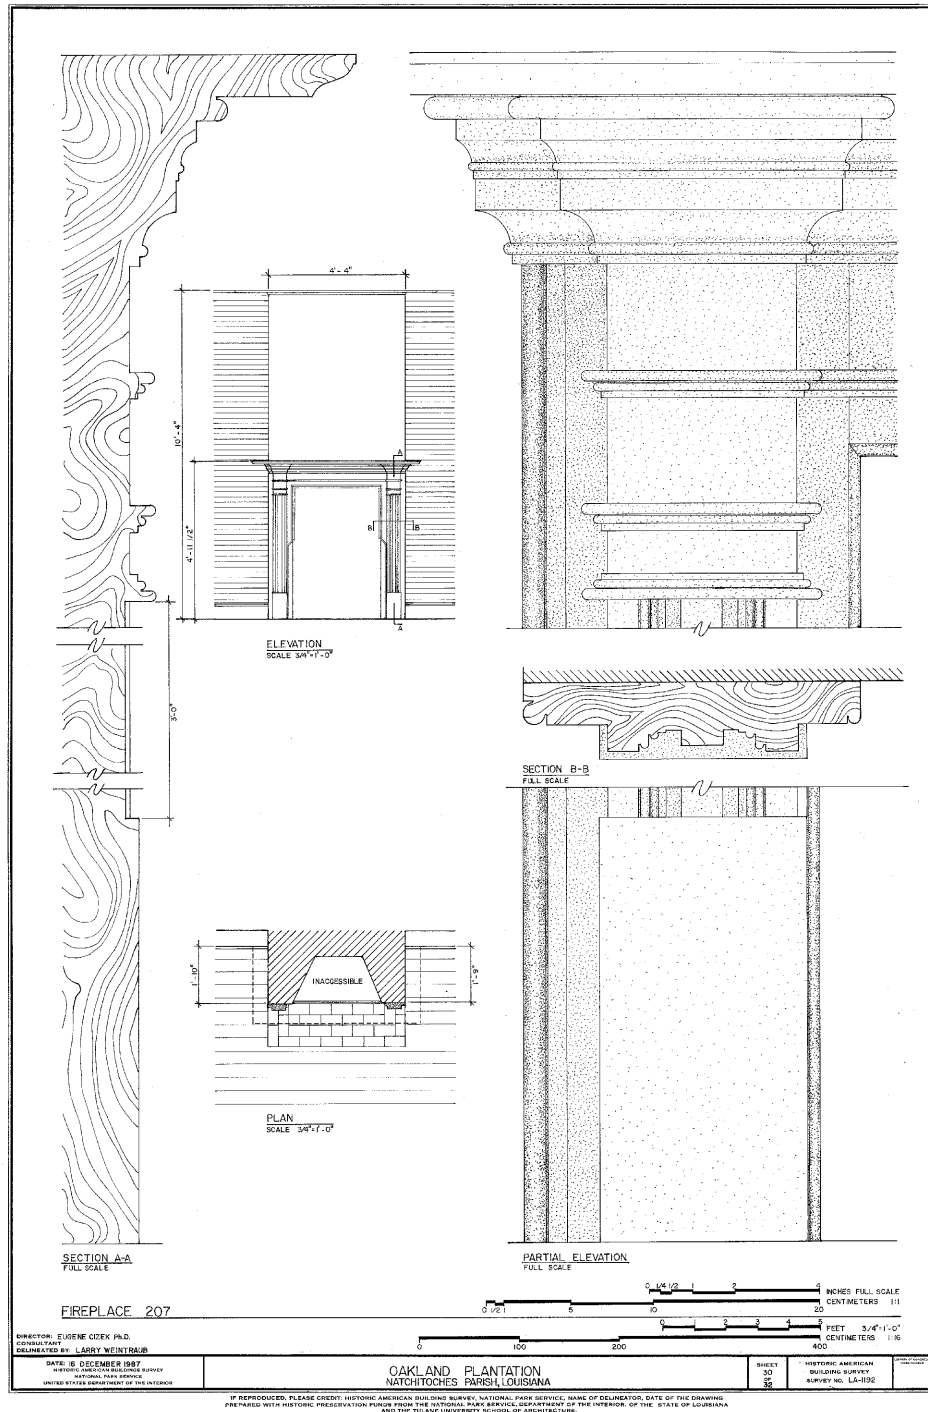 4'-4"
10'-4"
4'-11 1/2"
A
B B
A
ELEVATION
SCALE 3/4"=1'-0"
3'-0"
SECTION B-B
FULL SCALE
1'-10"
INACCESSIBLE
1'-9"
PLAN
SCALE 3/4"=1'-0"
SECTION A-A
FULL SCALE
PARTIAL ELEVATION
FULL SCALE
FIREPLACE 207
0 1/4 1/2 1 2 4 INCHES FULL SCALE
0 1/2 1 5 10 20 CENTIMETERS 1:1
0 1 2 3 4 5 FEET 3/4"=1'-0"
0 100 200 400 CENTIMETERS 1:16
DIRECTOR: EUGENE CIZEK PH.D.
CONSULTANT
DELINEATED BY: LARRY WEINTRAUB
DATE: 16 DECEMBER 1987
HISTORIC AMERICAN BUILDINGS SURVEY
NATIONAL PARK SERVICE
UNITED STATES DEPARTMENT OF THE INTERIOR
OAKLAND PLANTATION
NATCHITOCHES PARISH, LOUISIANA
SHEET
30
OF
32
HISTORIC AMERICAN
BUILDING SURVEY
SURVEY NO. LA-1192
IF REPRODUCED, PLEASE CREDIT: HISTORIC AMERICAN BUILDING SURVEY, NATIONAL PARK SERVICE, NAME OF DELINEATOR, DATE OF THE DRAWING
PREPARED WITH HISTORIC PRESERVATION FUNDS FROM THE NATIONAL PARK SERVICE, DEPARTMENT OF THE INTERIOR, OF THE STATE OF LOUISIANA
AND THE TULANE UNIVERSITY SCHOOL OF ARCHITECTURE.